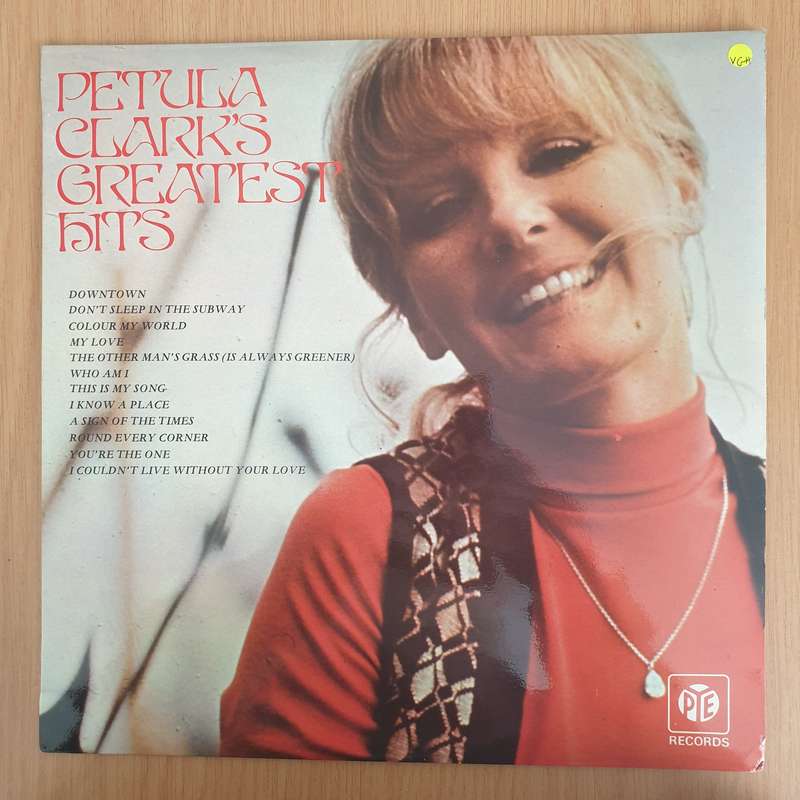 PETULA
CLARK'S
GREATEST
HITS
VG+
DOWNTOWN
DON'T SLEEP IN THE SUBWAY
COLOUR MY WORLD
MY LOVE
THE OTHER MAN'S GRASS (IS ALWAYS GREENER)
WHO AM I
THIS IS MY SONG
I KNOW A PLACE
A SIGN OF THE TIMES
ROUND EVERY CORNER
YOU'RE THE ONE
I COULDN'T LIVE WITHOUT YOUR LOVE
PYE
RECORDS